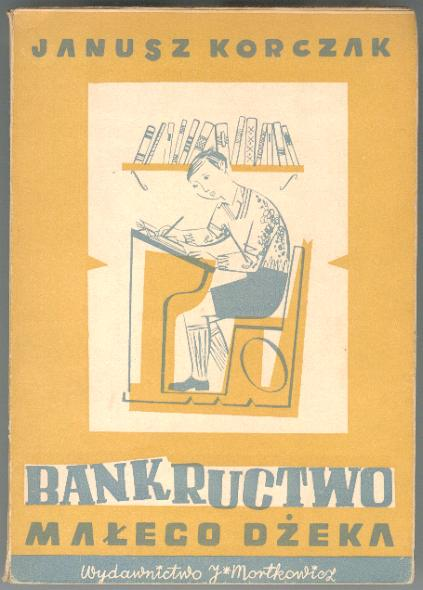 JANUSZ KORCZAK
BANKRUCTWO
MAŁEGO DŻEKA
Wydawnictwo J*Mortkowicz